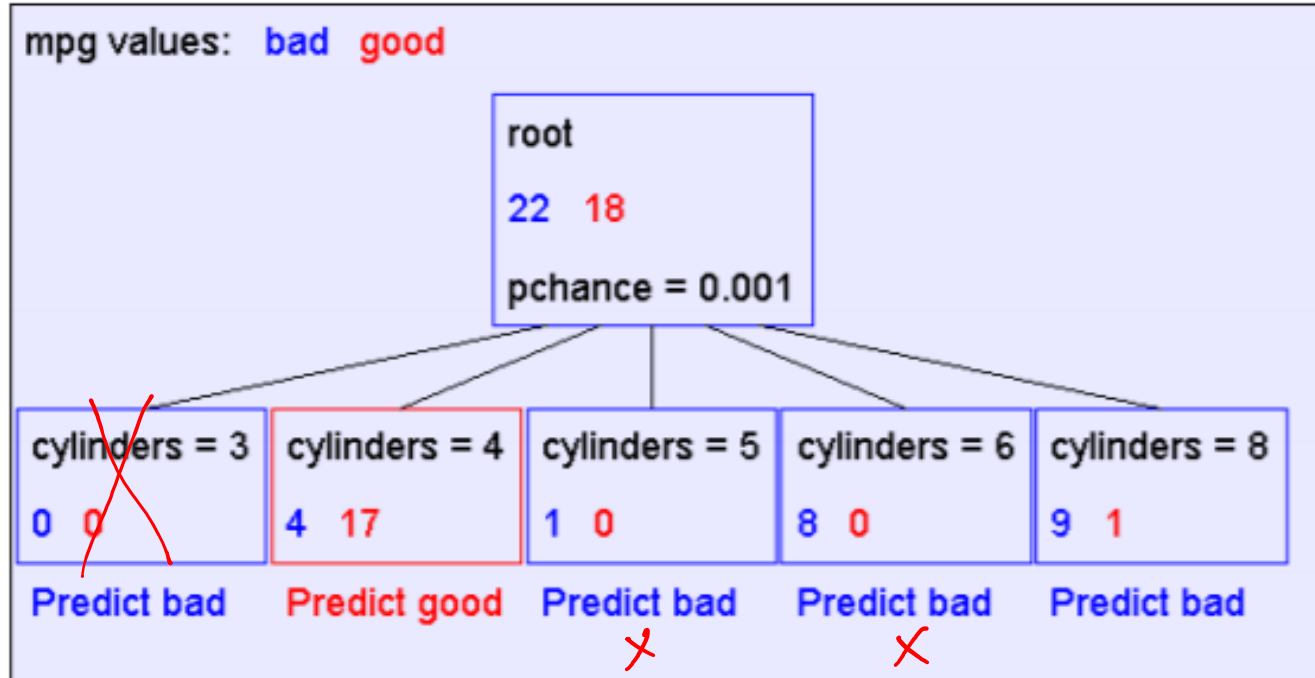 mpg values: bad good
root
22 18
pchance = 0.001
cylinders = 3 cylinders = 4 cylinders = 5 cylinders = 6 cylinders = 8
0 0 4 17 1 0 8 0 9 1
Predict bad Predict good Predict bad Predict bad Predict bad
x x